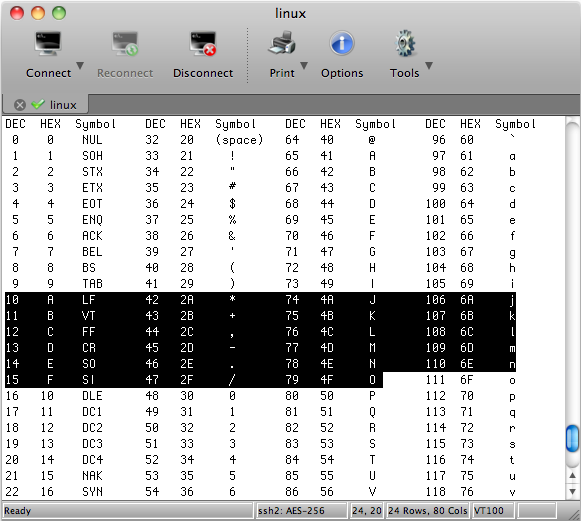 linux
Connect Reconnect Disconnect Print Options Tools
linux
DEC HEX Symbol DEC HEX Symbol DEC HEX Symbol DEC HEX Symbol
0 0 NUL 32 20 (space) 64 40 @ 96 60 `
1 1 SOH 33 21 ! 65 41 A 97 61 a
2 2 STX 34 22 " 66 42 B 98 62 b
3 3 ETX 35 23 # 67 43 C 99 63 c
4 4 EOT 36 24 $ 68 44 D 100 64 d
5 5 ENQ 37 25 % 69 45 E 101 65 e
6 6 ACK 38 26 & 70 46 F 102 66 f
7 7 BEL 39 27 ' 71 47 G 103 67 g
8 8 BS 40 28 ( 72 48 H 104 68 h
9 9 TAB 41 29 ) 73 49 I 105 69 i
10 A LF 42 2A * 74 4A J 106 6A j
11 B VT 43 2B + 75 4B K 107 6B k
12 C FF 44 2C , 76 4C L 108 6C l
13 D CR 45 2D - 77 4D M 109 6D m
14 E SO 46 2E . 78 4E N 110 6E n
15 F SI 47 2F / 79 4F O 111 6F o
16 10 DLE 48 30 0 80 50 P 112 70 p
17 11 DC1 49 31 1 81 51 Q 113 71 q
18 12 DC2 50 32 2 82 52 R 114 72 r
19 13 DC3 51 33 3 83 53 S 115 73 s
20 14 DC4 52 34 4 84 54 T 116 74 t
21 15 NAK 53 35 5 85 55 U 117 75 u
22 16 SYN 54 36 6 86 56 V 118 76 v
Ready ssh2: AES-256 24, 20 24 Rows, 80 Cols VT100